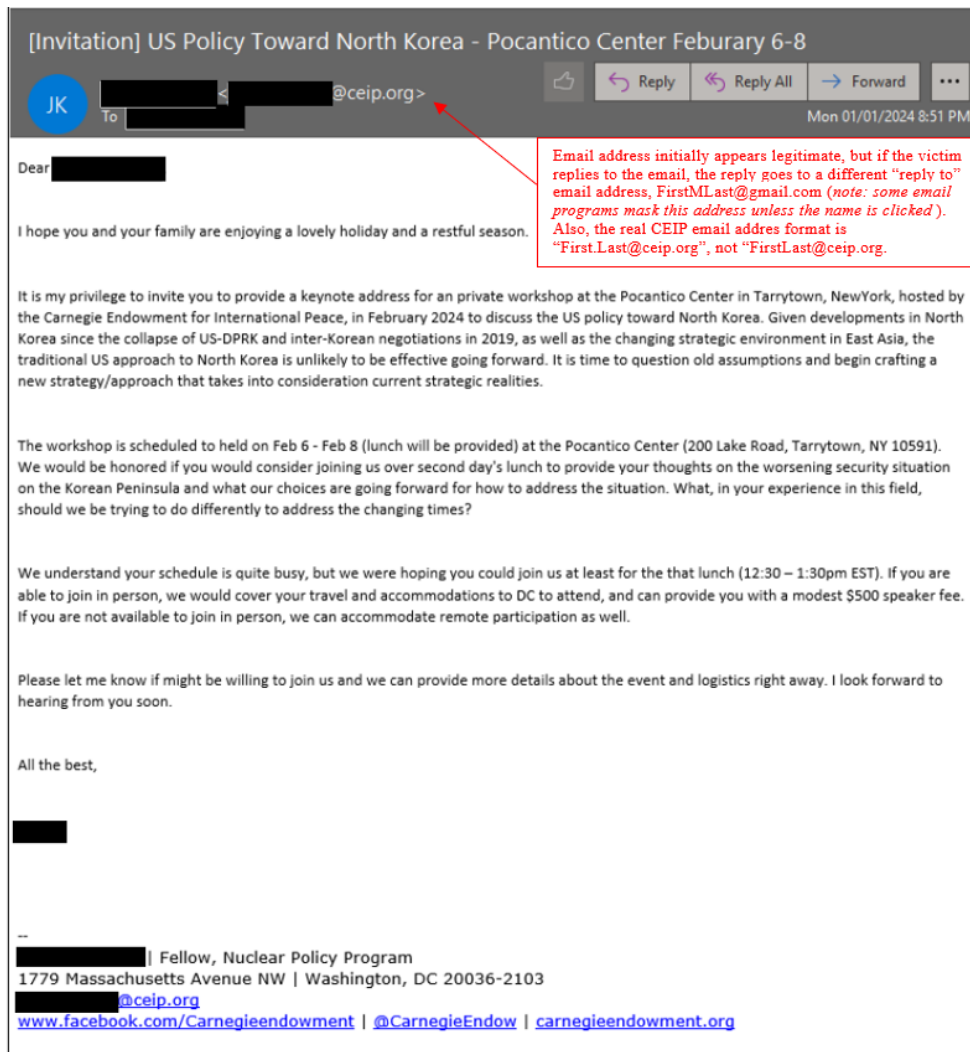 [Invitation] US Policy Toward North Korea - Pocantico Center Feburary 6-8
JK
<
@ceip.org>
Reply
Reply All
Forward
...
To
Mon 01/01/2024 8:51 PM
Dear
Email address initially appears legitimate, but if the victim
replies to the email, the reply goes to a different “reply to”
email address, FirstMLast@gmail.com (note: some email
programs mask this address unless the name is clicked ).
Also, the real CEIP email addres format is
“First.Last@ceip.org”, not “FirstLast@ceip.org.
I hope you and your family are enjoying a lovely holiday and a restful season.
It is my privilege to invite you to provide a keynote address for an private workshop at the Pocantico Center in Tarrytown, NewYork, hosted by
the Carnegie Endowment for International Peace, in February 2024 to discuss the US policy toward North Korea. Given developments in North
Korea since the collapse of US-DPRK and inter-Korean negotiations in 2019, as well as the changing strategic environment in East Asia, the
traditional US approach to North Korea is unlikely to be effective going forward. It is time to question old assumptions and begin crafting a
new strategy/approach that takes into consideration current strategic realities.
The workshop is scheduled to held on Feb 6 - Feb 8 (lunch will be provided) at the Pocantico Center (200 Lake Road, Tarrytown, NY 10591).
We would be honored if you would consider joining us over second day's lunch to provide your thoughts on the worsening security situation
on the Korean Peninsula and what our choices are going forward for how to address the situation. What, in your experience in this field,
should we be trying to do differently to address the changing times?
We understand your schedule is quite busy, but we were hoping you could join us at least for the that lunch (12:30 – 1:30pm EST). If you are
able to join in person, we would cover your travel and accommodations to DC to attend, and can provide you with a modest $500 speaker fee.
If you are not available to join in person, we can accommodate remote participation as well.
Please let me know if might be willing to join us and we can provide more details about the event and logistics right away. I look forward to
hearing from you soon.
All the best,
--
| Fellow, Nuclear Policy Program
1779 Massachusetts Avenue NW | Washington, DC 20036-2103
@ceip.org
www.facebook.com/Carnegieendowment | @CarnegieEndow | carnegieendowment.org